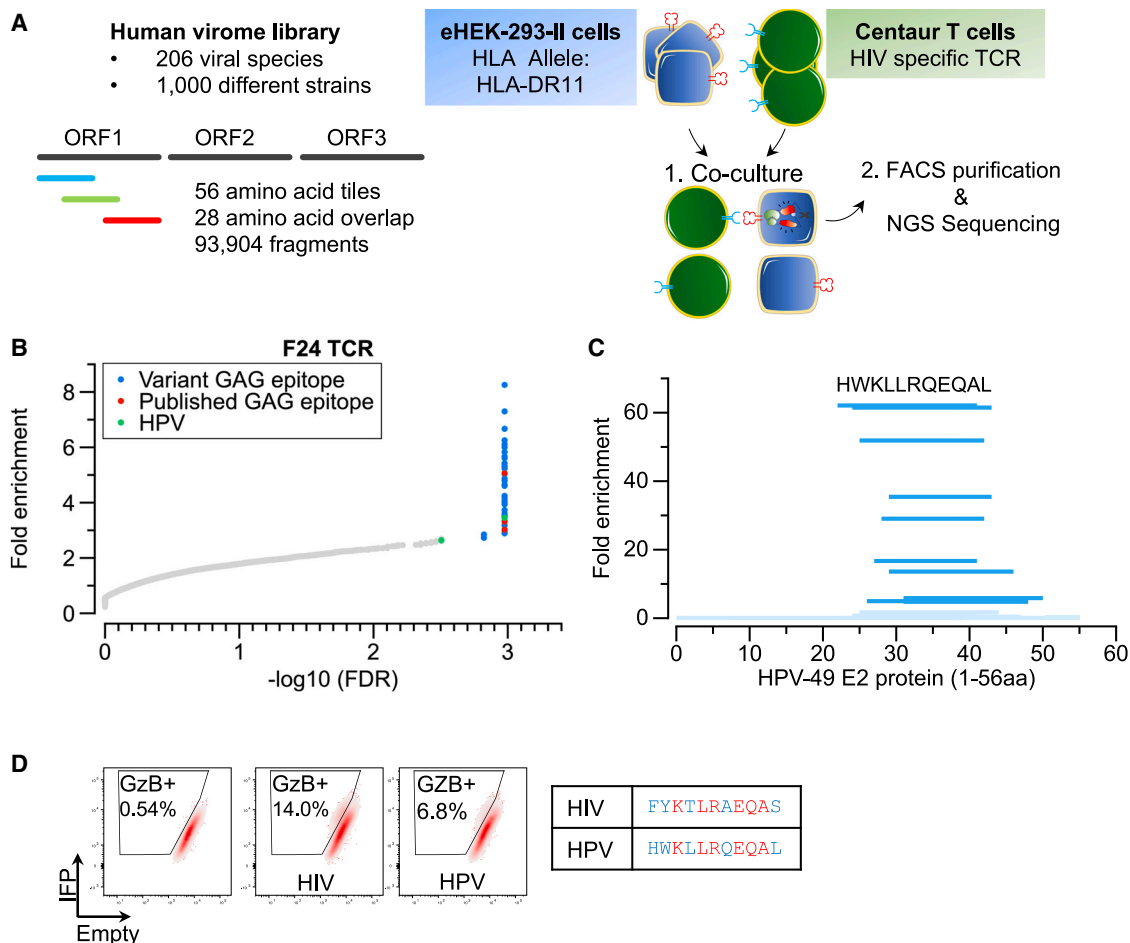 A
Human virome library
• 206 viral species
• 1,000 different strains
ORF1 ORF2 ORF3
56 amino acid tiles
28 amino acid overlap
93,904 fragments
eHEK-293-II cells
HLA Allele:
HLA-DR11
Centaur T cells
HIV specific TCR
1. Co-culture
2. FACS purification
&
NGS Sequencing
B
F24 TCR
Variant GAG epitope
Published GAG epitope
HPV
Fold enrichment
8
6
4
2
0
0 1 2 3
-log10 (FDR)
C
HWKLLRQEQAL
Fold enrichment
60
40
20
0
0 10 20 30 40 50 60
HPV-49 E2 protein (1-56aa)
D
GzB+
0.54%
GzB+
14.0%
HIV
GZB+
6.8%
HPV
IFP
Empty
HIV FYKTLRAEQAS
HPV HWKLLRQEQAL